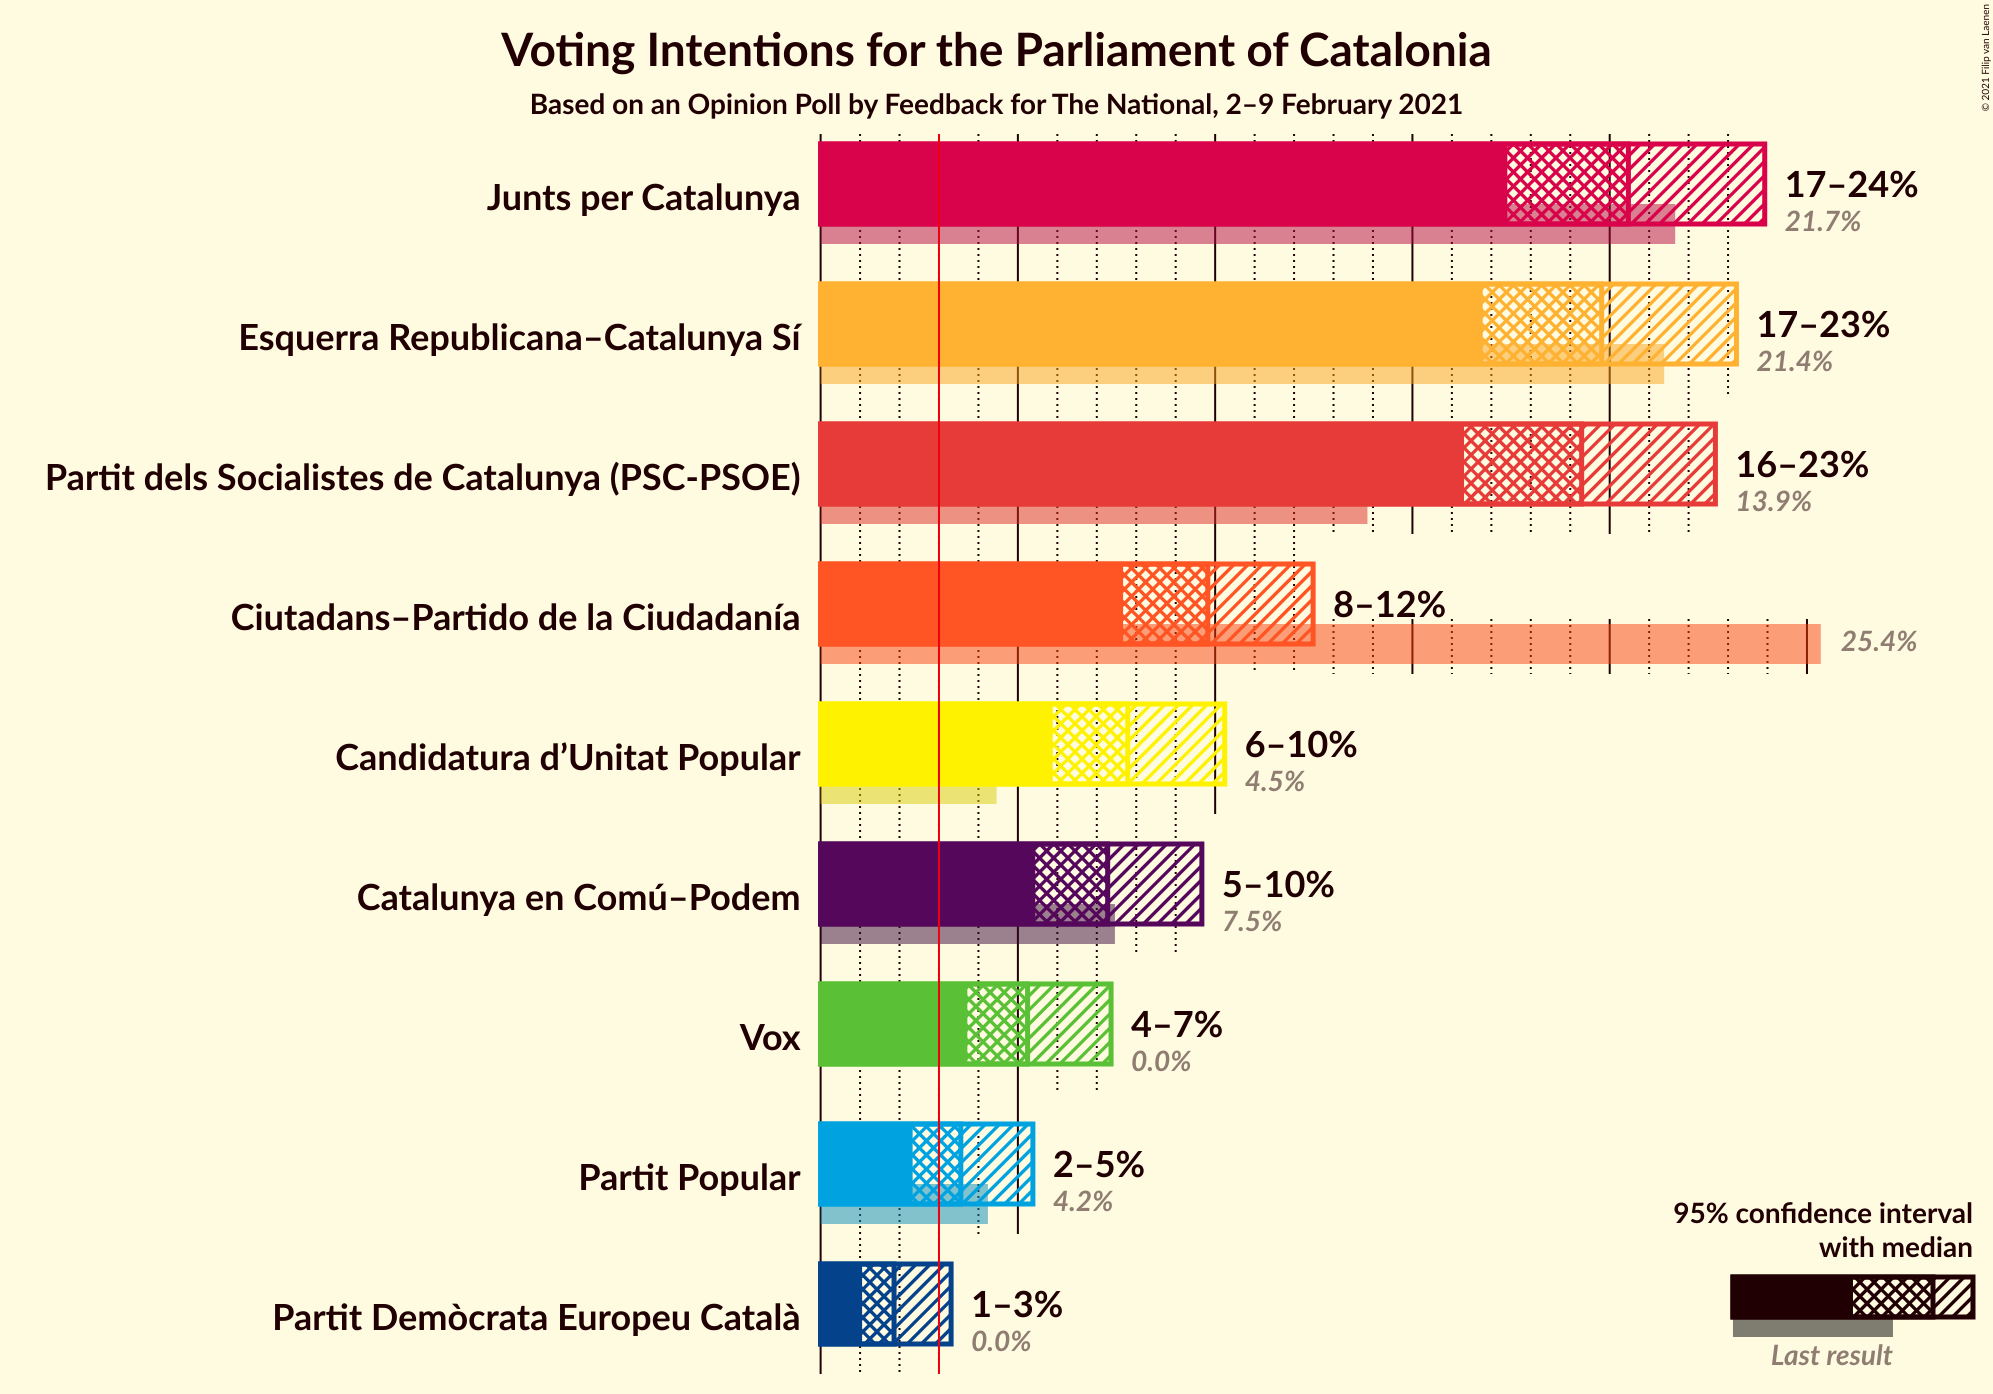 Voting Intentions for the Parliament of Catalonia
Based on an Opinion Poll by Feedback for The National, 2–9 February 2021
© 2021 Filip van Laenen
Junts per Catalunya
17–24%
21.7%
Esquerra Republicana–Catalunya Sí
17–23%
21.4%
Partit dels Socialistes de Catalunya (PSC-PSOE)
16–23%
13.9%
Ciutadans–Partido de la Ciudadanía
8–12%
25.4%
Candidatura d’Unitat Popular
6–10%
4.5%
Catalunya en Comú–Podem
5–10%
7.5%
Vox
4–7%
0.0%
Partit Popular
2–5%
4.2%
Partit Demòcrata Europeu Català
1–3%
0.0%
95% confidence interval
with median
Last result